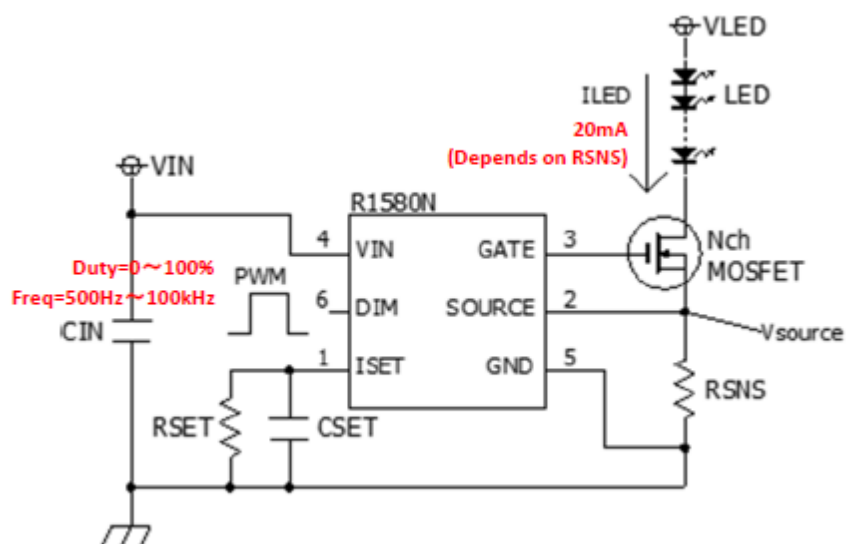 VLED
ILED
LED
20mA
(Depends on RSNS)
VIN
R1580N
4
VIN
GATE
3
Nch
MOSFET
Duty=0～100%
PWM
Freq=500Hz～100kHz
6
DIM
SOURCE
2
Vsource
CIN
1
ISET
GND
5
RSNS
RSET
CSET